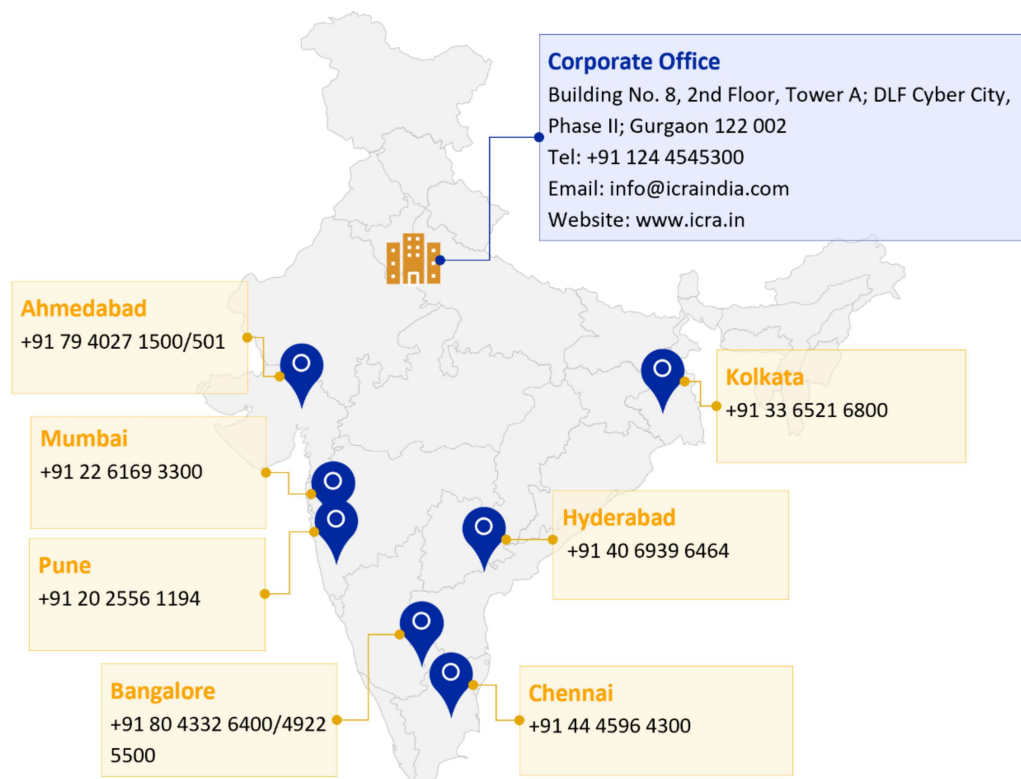 Corporate Office
Building No. 8, 2nd Floor, Tower A; DLF Cyber City,
Phase II; Gurgaon 122 002
Tel: +91 124 4545300
Email: info@icraindia.com
Website: www.icra.in
Ahmedabad
+91 79 4027 1500/501
Kolkata
+91 33 6521 6800
Mumbai
+91 22 6169 3300
Hyderabad
+91 40 6939 6464
Pune
+91 20 2556 1194
Bangalore
+91 80 4332 6400/4922
5500
Chennai
+91 44 4596 4300